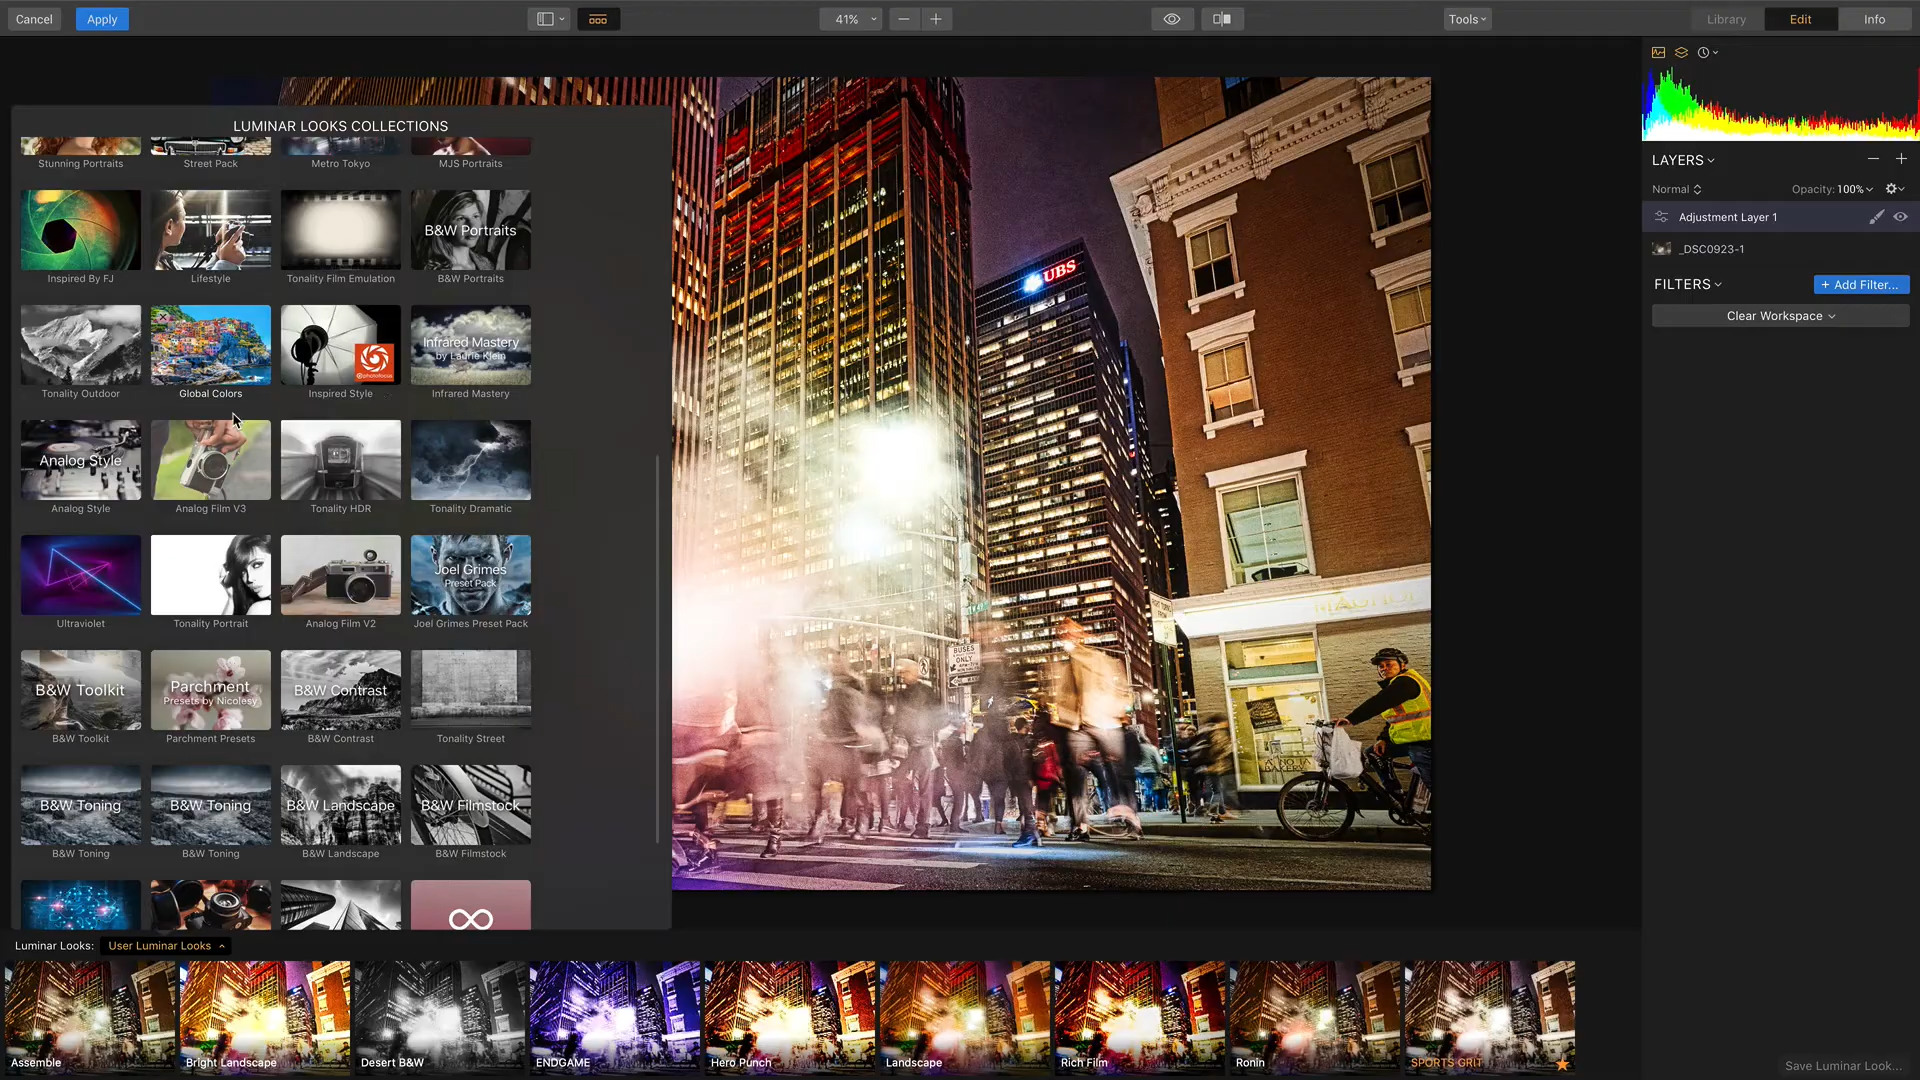 Cancel
Apply
41%
Tools
Library
Edit
Info
LUMINAR LOOKS COLLECTIONS
Stunning Portraits
Street Pack
Metro Tokyo
MJS Portraits
B&W Portraits
Inspired By FJ
Lifestyle
Tonality Film Emulation
B&W Portraits
Infrared Mastery
by Laurie Klein
@photofocus
Tonality Outdoor
Global Colors
Inspired Style
Infrared Mastery
Analog Style
Analog Style
Analog Film V3
Tonality HDR
Tonality Dramatic
Joel Grimes
Preset Pack
Ultraviolet
Tonality Portrait
Analog Film V2
Joel Grimes Preset Pack
B&W Toolkit
Parchment
Presets by Nicolesy
B&W Contrast
B&W Toolkit
Parchment Presets
B&W Contrast
Tonality Street
B&W Toning
B&W Toning
B&W Landscape
B&W Filmstock
B&W Toning
B&W Toning
B&W Landscape
B&W Filmstock
UBS
BUSES
ONLY
LAYERS
Normal
Opacity: 100%
Adjustment Layer 1
_DSC0923-1
FILTERS
+ Add Filter...
Clear Workspace
Luminar Looks:
User Luminar Looks
Assemble
Bright Landscape
Desert B&W
ENDGAME
Hero Punch
Landscape
Rich Film
Ronin
SPORTS GRIT
Save Luminar Look...